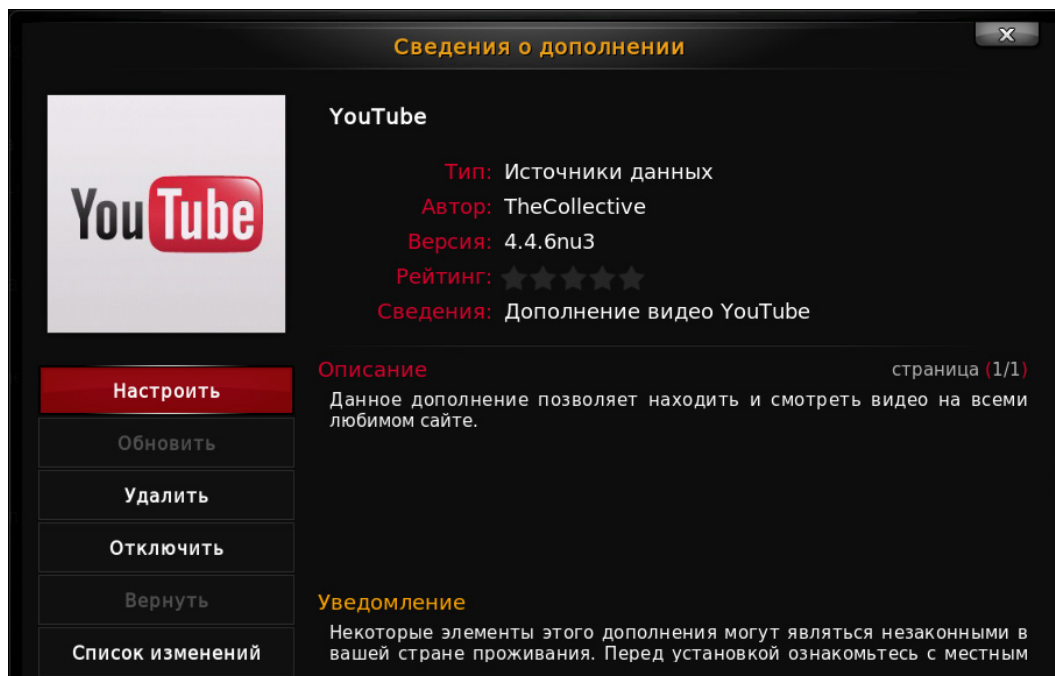 Сведения о дополнении
x
YouTube
YouTube
Тип: Источники данных
Автор: TheCollective
Версия: 4.4.6nu3
Рейтинг:
Сведения: Дополнение видео YouTube
Настроить
Обновить
Удалить
Отключить
Вернуть
Список изменений
Описание
страница (1/1)
Данное дополнение позволяет находить и смотреть видео на всеми
любимом сайте.
Уведомление
Некоторые элементы этого дополнения могут являться незаконными в
вашей стране проживания. Перед установкой ознакомьтесь с местным